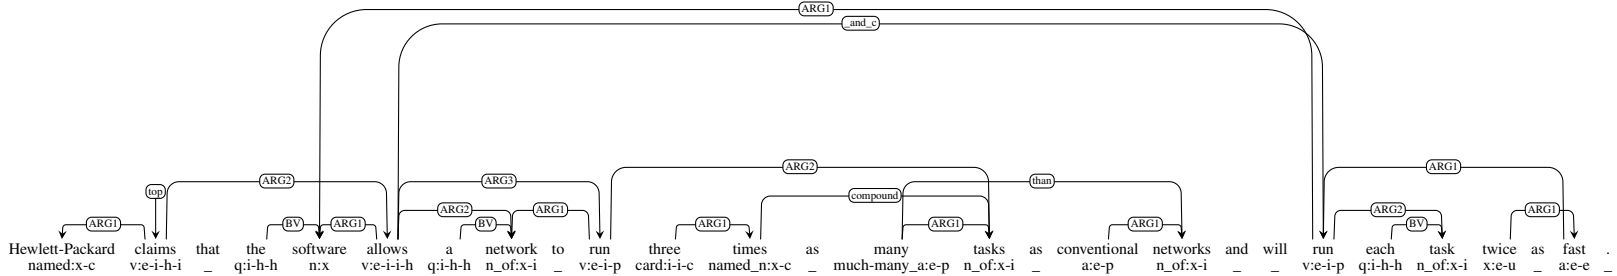 ARG1
_and_c
ARG2
top ARG2 ARG3 than
compound
ARG2
ARG1 BV ARG1 BV ARG1 ARG1 ARG1 ARG1 ARG1 ARG2 ARG1
BV
Hewlett-Packard claims that the software allows a network to run three times as many tasks as conventional networks and will run each task twice as fast .
named:x-c v:e-i-h-i _ q:i-h-h n:x v:e-i-i-h q:i-h-h n_of:x-i _ v:e-i-p card:i-i-c named_n:x-c _ much-many_a:e-p n_of:x-i _ a:e-p n_of:x-i _ _ v:e-i-p q:i-h-h n_of:x-i x:e-u _ a:e-e _